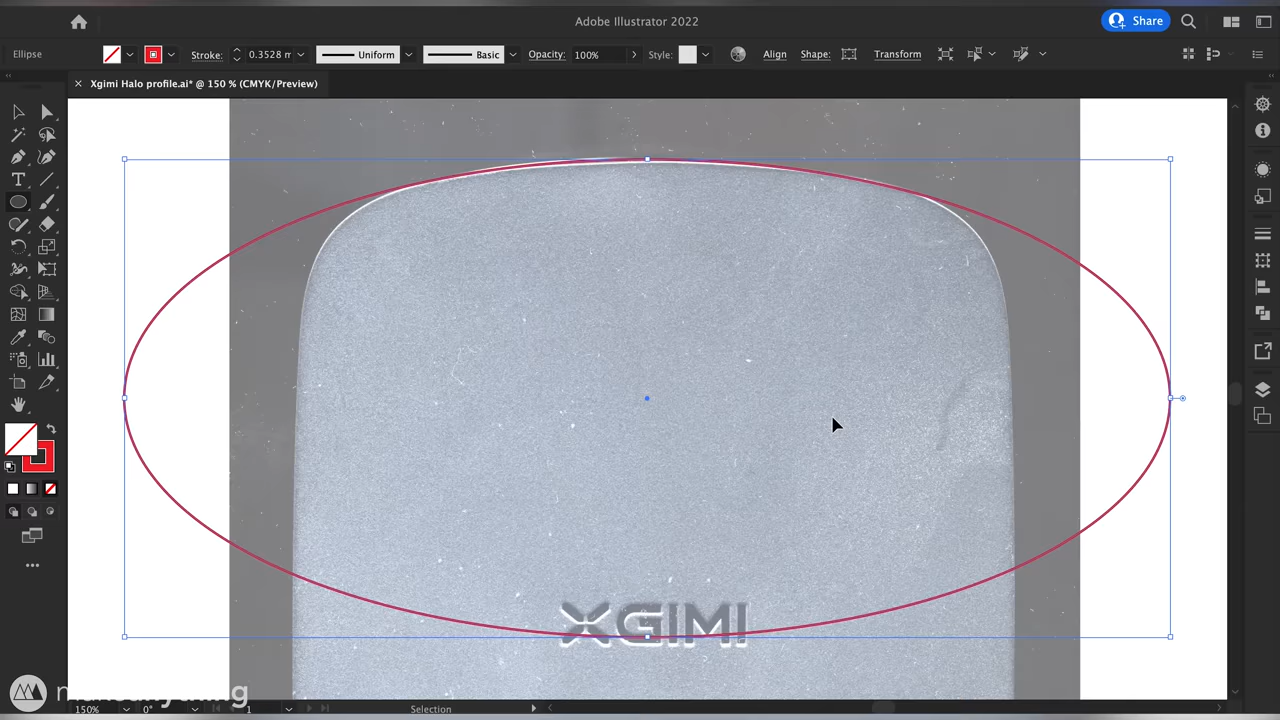 Adobe Illustrator 2022
Share
Ellipse
Stroke:
0.3528 m
Uniform
Basic
Opacity:
100%
Style:
Align
Shape:
Transform
× Xgimi Halo profile.ai* @ 150 % (CMYK/Preview)
T
XGIMI
150%
0°
1
Selection